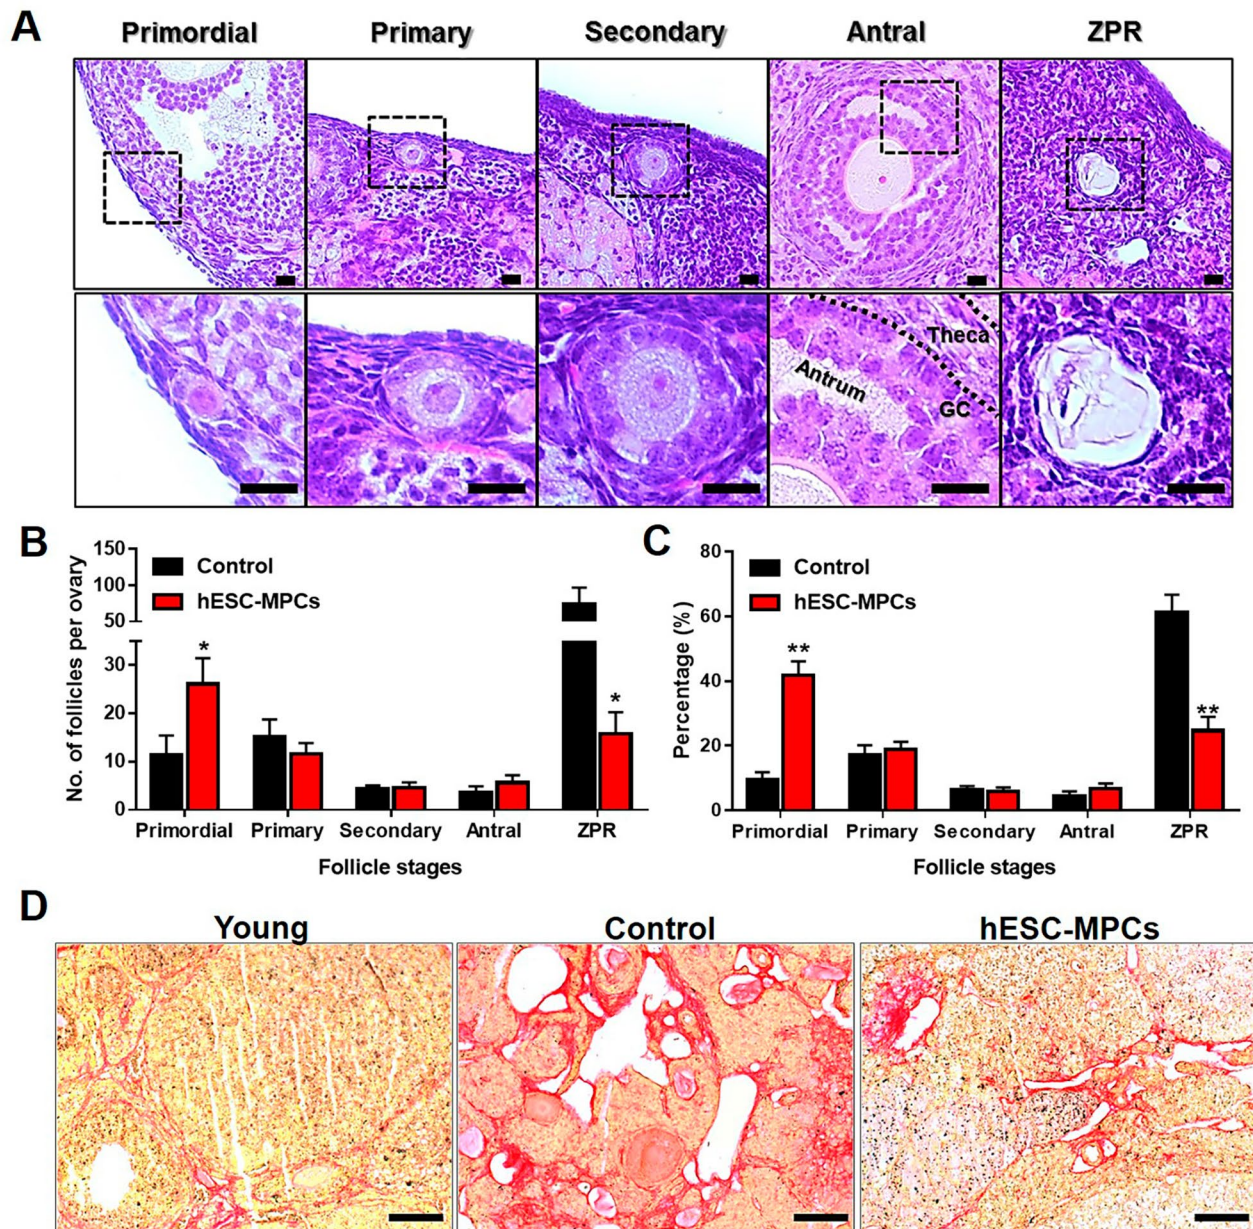 A
Primordial Primary Secondary Antral ZPR
Theca
Antrum
GC
B
No. of follicles per ovary
150
100
50
30
20
10
0
Control
hESC-MPCs
*
*
Primordial Primary Secondary Antral ZPR
Follicle stages
C
Percentage (%)
80
60
40
20
0
Control
hESC-MPCs
**
**
Primordial Primary Secondary Antral ZPR
Follicle stages
D
Young Control hESC-MPCs